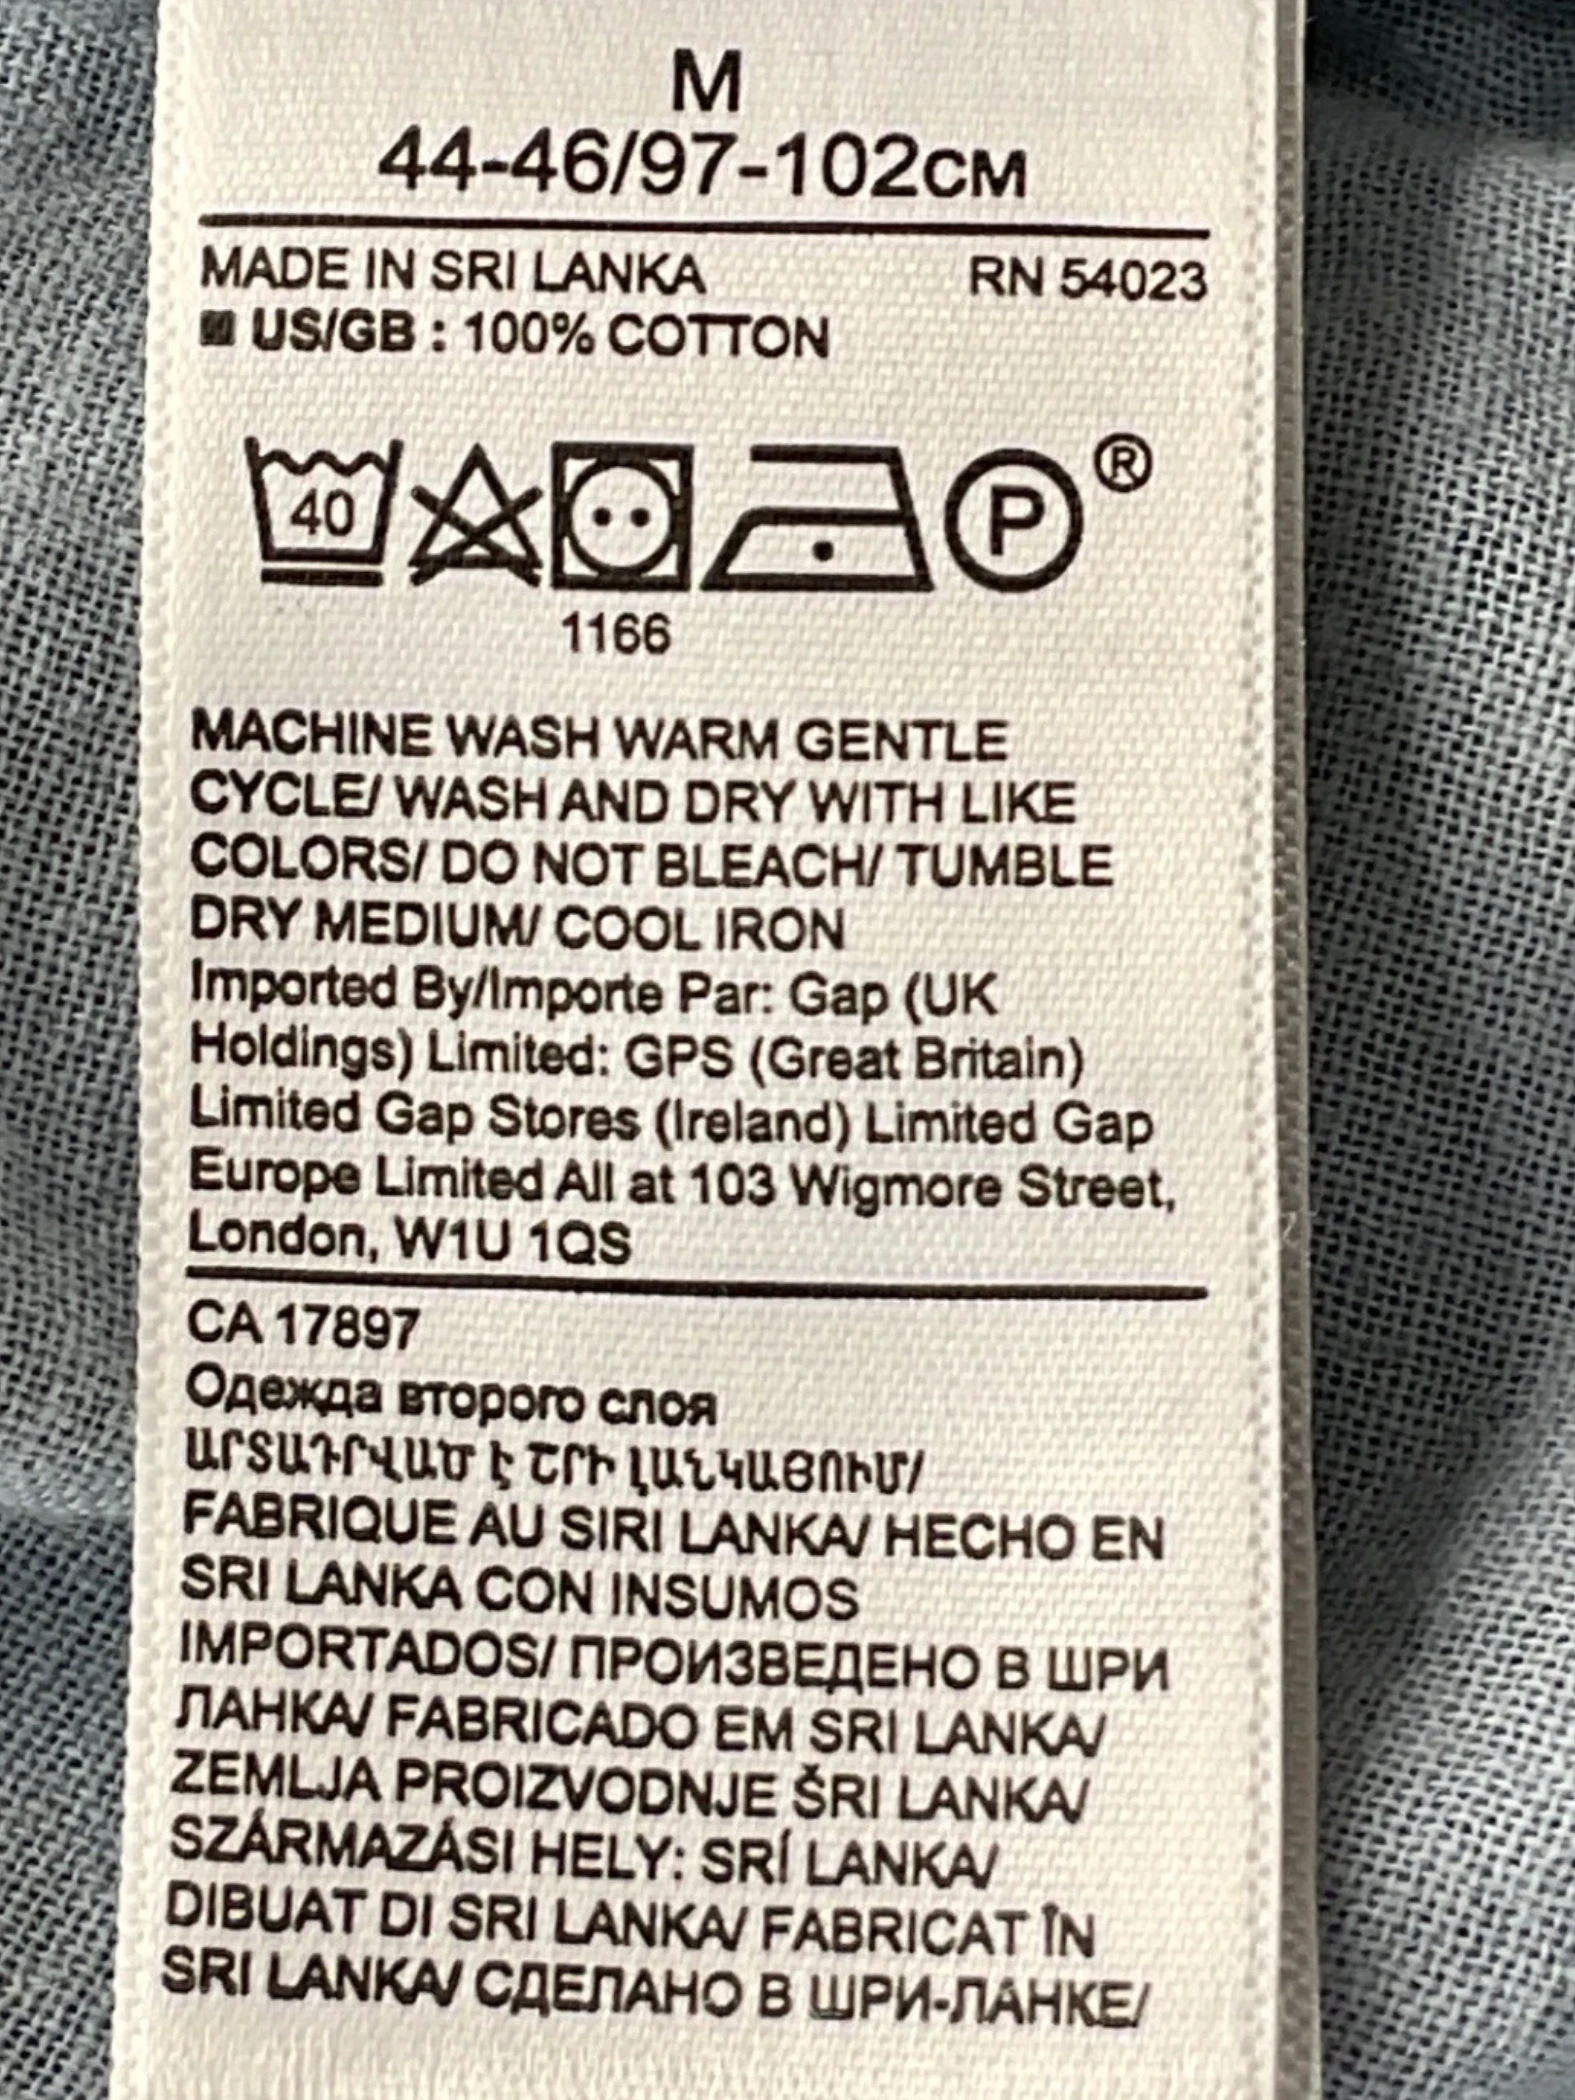 M
44-46/97-102CM
MADE IN SRI LANKA RN 54023
US/GB : 100% COTTON
40 P ®
1166
MACHINE WASH WARM GENTLE
CYCLE/ WASH AND DRY WITH LIKE
COLORS/ DO NOT BLEACH/ TUMBLE
DRY MEDIUM/ COOL IRON
Imported By/Importe Par: Gap (UK
Holdings) Limited: GPS (Great Britain)
Limited Gap Stores (Ireland) Limited Gap
Europe Limited All at 103 Wigmore Street,
London, W1U 1QS
CA 17897
Одежда второго слоя
ԱՐՏԱԴՐՎԱԾ Է ՇՐԻ ԼԱՆԿԱՅՈՒՄ/
FABRIQUE AU SIRI LANKA/ HECHO EN
SRI LANKA CON INSUMOS
IMPORTADOS/ ПРОИЗВЕДЕНО В ШРИ
ЛАНКА/ FABRICADO EM SRI LANKA/
ZEMLJA PROIZVODNJE ŠRI LANKA/
SZÁRMAZÁSI HELY: SRÍ LANKA/
DIBUAT DI SRI LANKA/ FABRICAT ÎN
SRI LANKA/ СДЕЛАНО В ШРИ-ЛАНКЕ/